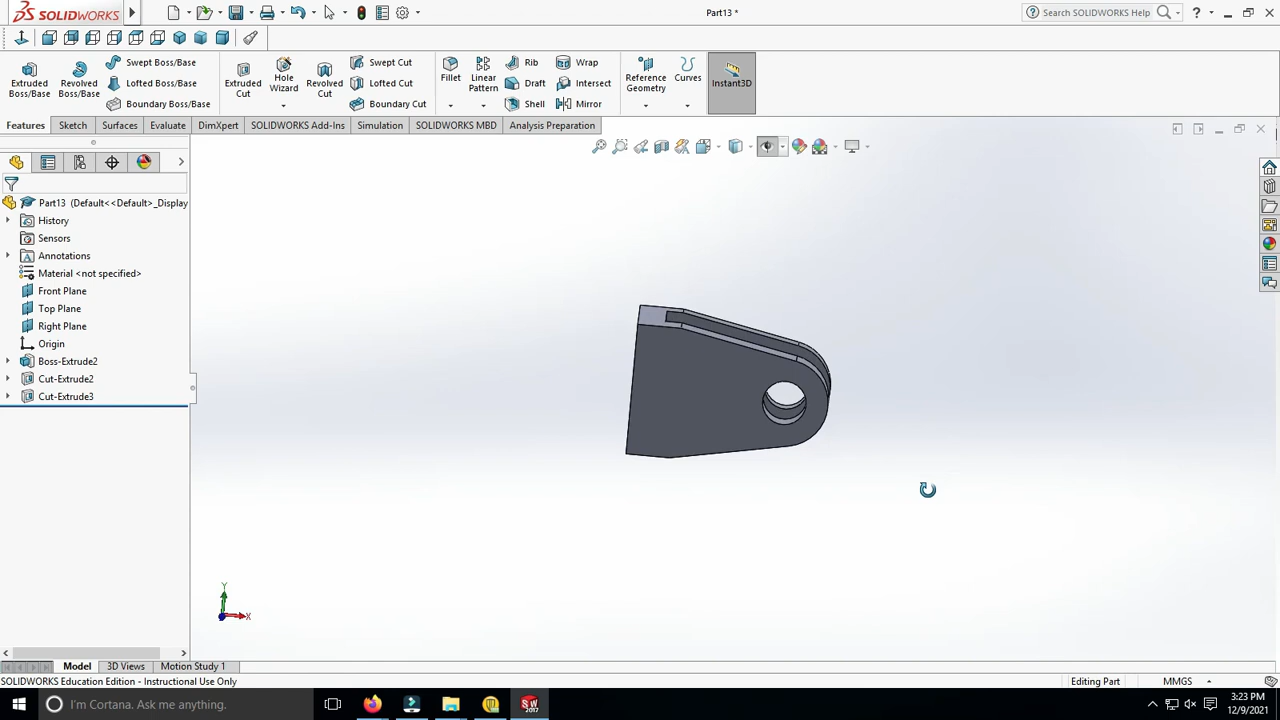 SOLIDWORKS
Part13 *
Search SOLIDWORKS Help
Extruded Boss/Base
Revolved Boss/Base
Swept Boss/Base
Lofted Boss/Base
Boundary Boss/Base
Extruded Cut
Hole Wizard
Revolved Cut
Swept Cut
Lofted Cut
Boundary Cut
Fillet
Linear Pattern
Rib
Draft
Shell
Wrap
Intersect
Mirror
Reference Geometry
Curves
Instant3D
Features Sketch Surfaces Evaluate DimXpert SOLIDWORKS Add-Ins Simulation SOLIDWORKS MBD Analysis Preparation
Part13 (Default<<Default>_Display
History
Sensors
Annotations
Material <not specified>
Front Plane
Top Plane
Right Plane
Origin
Boss-Extrude2
Cut-Extrude2
Cut-Extrude3
Y
X
Model 3D Views Motion Study 1
SOLIDWORKS Education Edition - Instructional Use Only
Editing Part MMGS
I'm Cortana. Ask me anything.
SW
2017
3:23 PM
12/9/2021